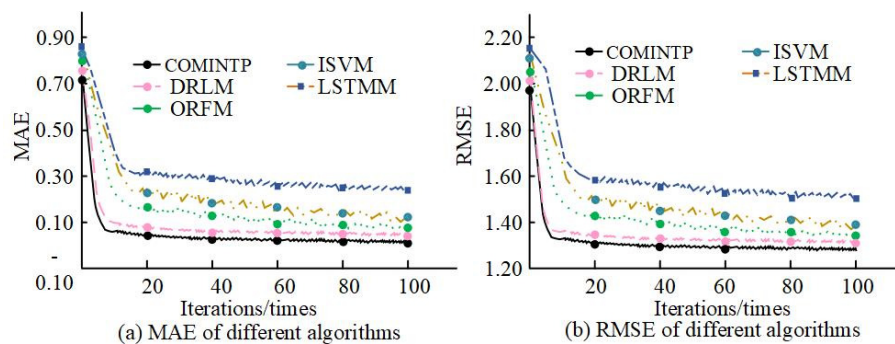 0.90
0.70
0.50
0.30
0.10
-
0.10
MAE
COMINTP
DRLM
ORFM
ISVM
LSTMM
20 40 60 80 100
Iterations/times
(a) MAE of different algorithms
2.20
2.00
1.80
1.60
1.40
1.20
RMSE
COMINTP
DRLM
ORFM
ISVM
LSTMM
20 40 60 80 100
Iterations/times
(b) RMSE of different algorithms